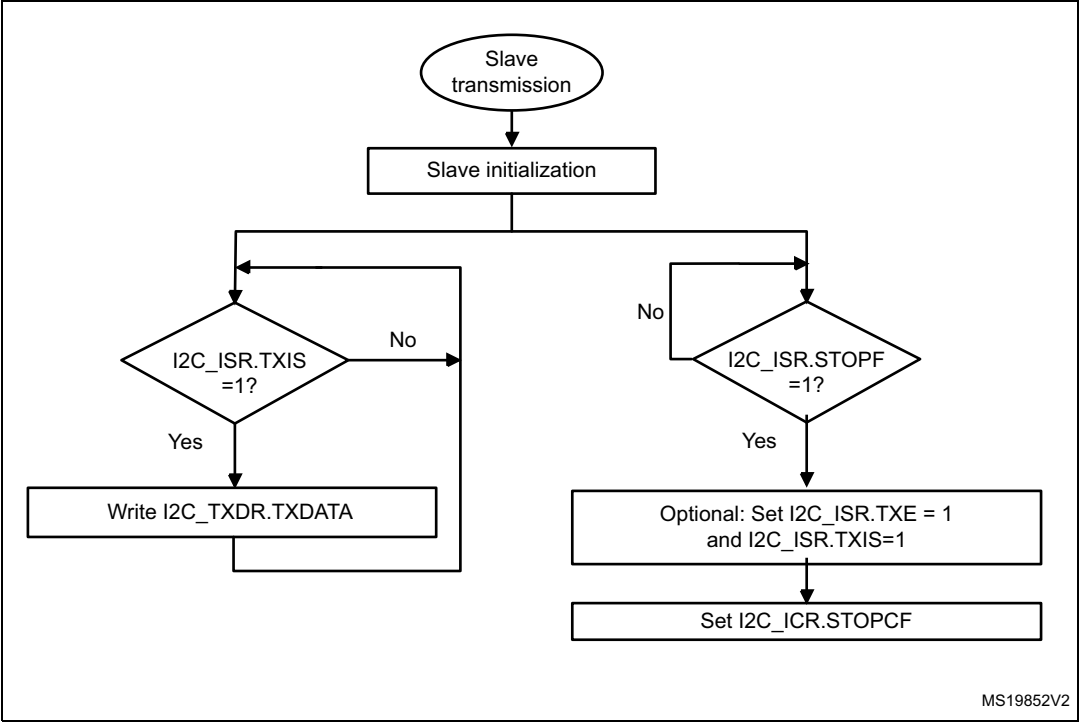 Slave
transmission
Slave initialization
No
I2C_ISR.TXIS
=1?
Yes
Write I2C_TXDR.TXDATA
No
I2C_ISR.STOPF
=1?
Yes
Optional: Set I2C_ISR.TXE = 1
and I2C_ISR.TXIS=1
Set I2C_ICR.STOPCF
MS19852V2